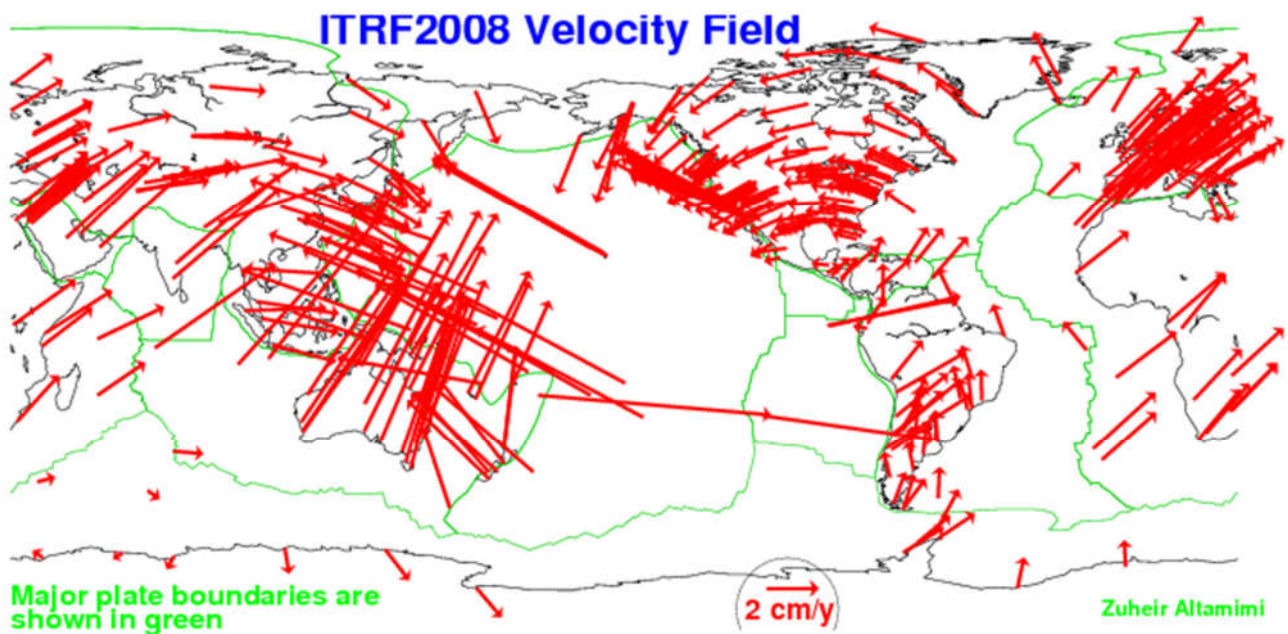 ITRF2008 Velocity Field
Major plate boundaries are
shown in green
2 cm/y
Zuheir Altamimi